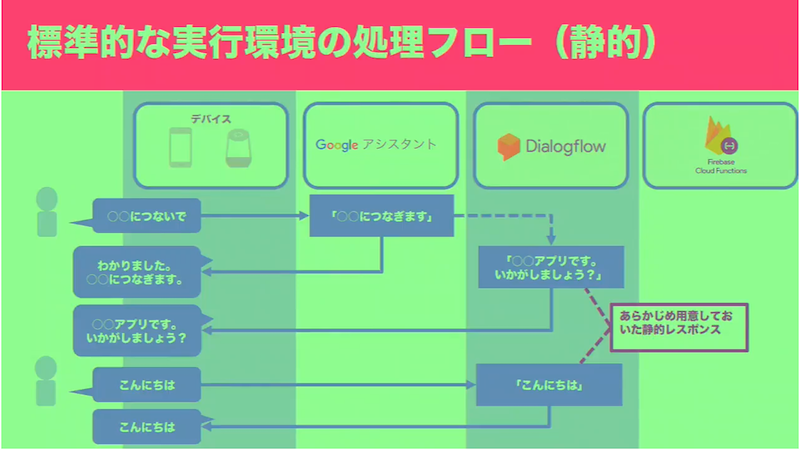 標準的な実行環境の処理フロー（静的）
デバイス
Google アシスタント
Dialogflow
Firebase
Cloud Functions
○○につないで
「○○につなぎます」
わかりました。
○○につなぎます。
「○○アプリです。
いかがしましょう？」
○○アプリです。
いかがしましょう？
あらかじめ用意してお
いた静的レスポンス
こんにちは
「こんにちは」
こんにちは